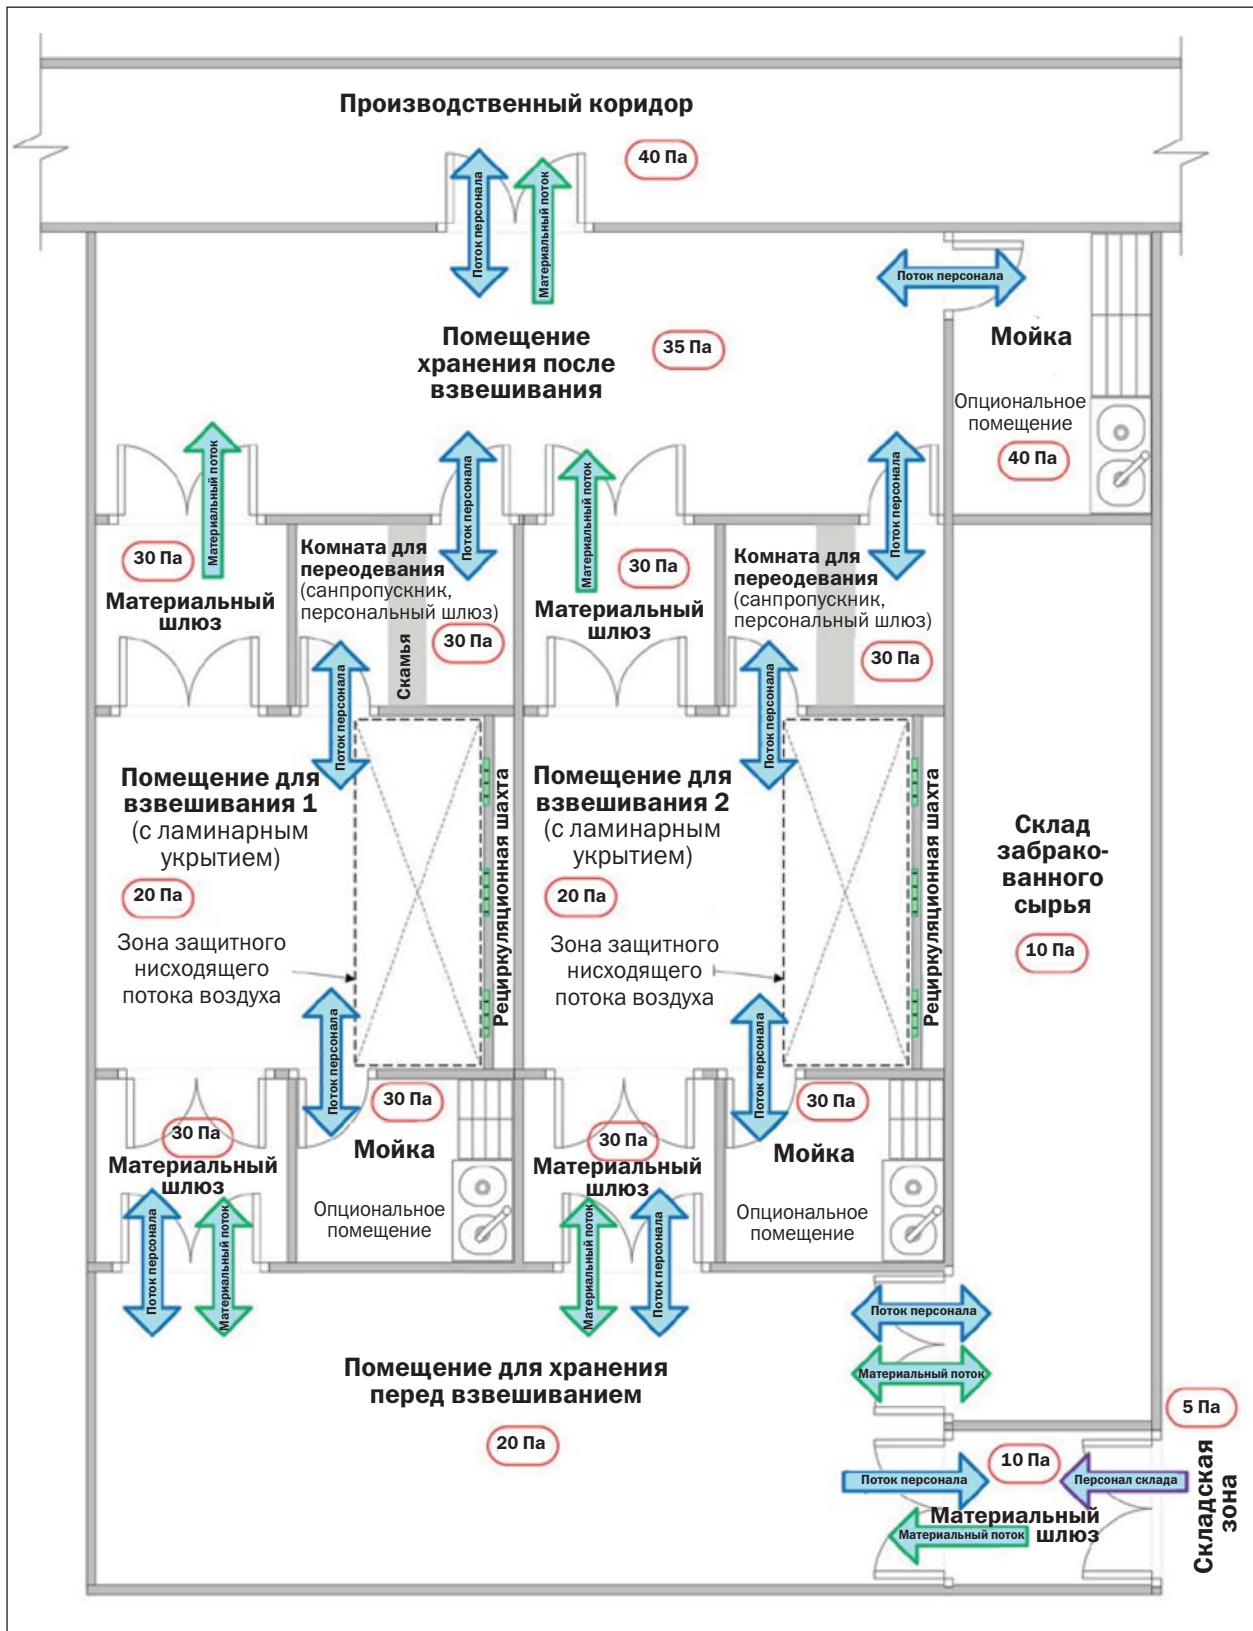 Производственный коридор
40 Па
Поток персонала
Материальный поток
Поток персонала
Помещение
хранения после
взвешивания
35 Па
Мойка
Опциональное
помещение
40 Па
Материальный поток
Поток персонала
Материальный поток
Поток персонала
30 Па
Материальный
шлюз
Комната для
переодевания
(санпропускник,
персональный шлюз)
30 Па
Скамья
30 Па
Материальный
шлюз
Комната для
переодевания
(санпропускник,
персональный шлюз)
30 Па
Поток персонала
Поток персонала
Помещение для
взвешивания 1
(с ламинарным
укрытием)
20 Па
Зона защитного
нисходящего
потока воздуха
Рециркуляционная шахта
Помещение для
взвешивания 2
(с ламинарным
укрытием)
20 Па
Зона защитного
нисходящего
потока воздуха
Рециркуляционная шахта
Склад
забрако-
ванного
сырья
10 Па
Поток персонала
Поток персонала
30 Па
Материальный
шлюз
30 Па
Мойка
Опциональное
помещение
30 Па
Материальный
шлюз
30 Па
Мойка
Опциональное
помещение
Поток персонала
Материальный поток
Материальный поток
Поток персонала
Поток персонала
Материальный поток
Помещение для хранения
перед взвешиванием
20 Па
5 Па
Складская
зона
10 Па
Поток персонала
Персонал склада
Материальный
шлюз
Материальный поток